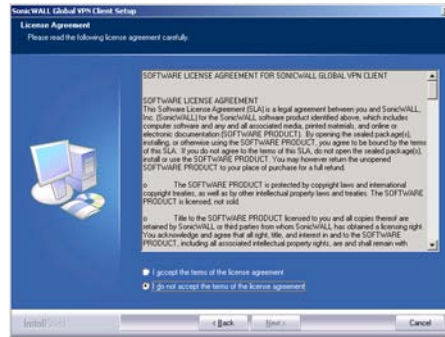 SonicWALL Global VPN Client Setup
License Agreement
Please read the following license agreement carefully.
SOFTWARE LICENSE AGREEMENT FOR SONICWALL GLOBAL VPN CLIENT
SOFTWARE LICENSE AGREEMENT
This Software License Agreement (SLA) is a legal agreement between you and SonicWALL,
Inc. (SonicWALL) for the SonicWALL software product identified above, which includes
computer software and any and all associated media, printed materials, and online or
electronic documentation (SOFTWARE PRODUCT). By opening the sealed package(s),
installing, or otherwise using the SOFTWARE PRODUCT, you agree to be bound by the terms
of this SLA. If you do not agree to the terms of this SLA, do not open the sealed package(s),
install or use the SOFTWARE PRODUCT. You may however return the unopened
SOFTWARE PRODUCT to your place of purchase for a full refund.
o The SOFTWARE PRODUCT is protected by copyright laws and international
copyright treaties, as well as by other intellectual property laws and treaties. The SOFTWARE
PRODUCT is licensed, not sold.
o Title to the SOFTWARE PRODUCT licensed to you and all copies thereof are
retained by SonicWALL or third parties from whom SonicWALL has obtained a licensing right.
You acknowledge and agree that all right, title, and interest in and to the SOFTWARE
PRODUCT, including all associated intellectual property rights, are and shall remain with
I accept the terms of the license agreement
I do not accept the terms of the license agreement
InstallShield
< Back
Next >
Cancel